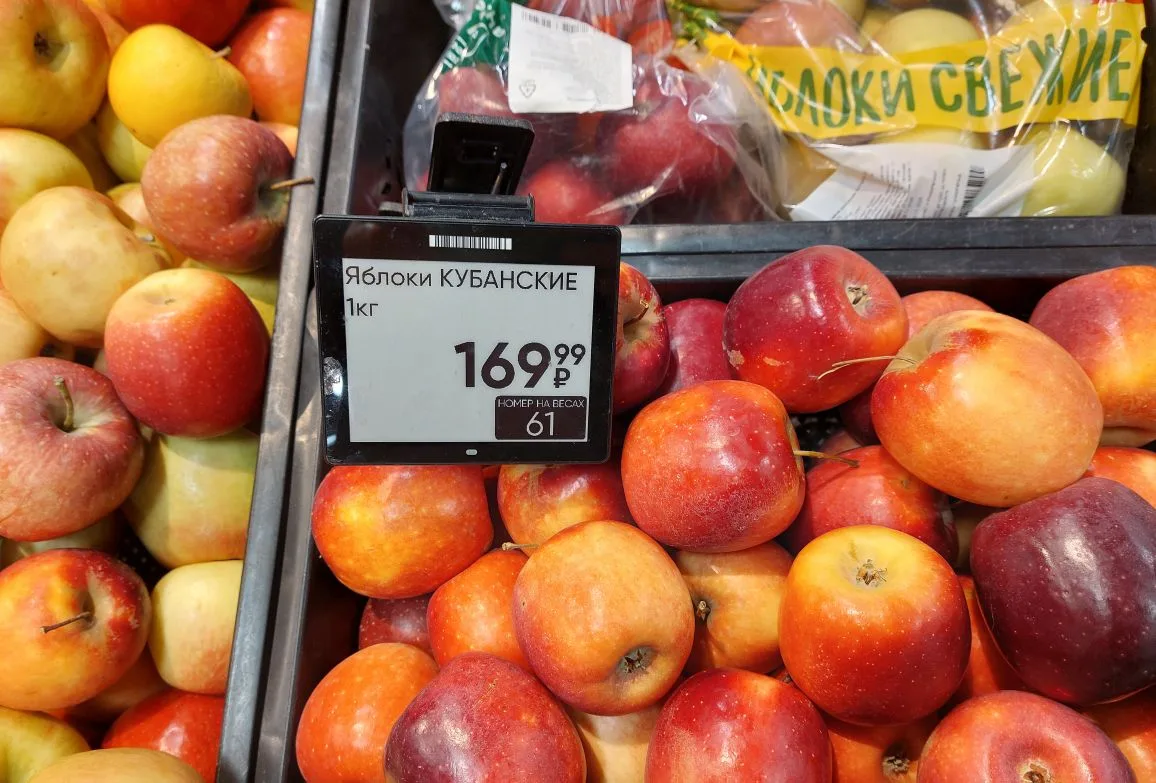 ЯБЛОКИ СВЕЖИЕ
Яблоки КУБАНСКИЕ
1кг
169 99 ₽
НОМЕР НА ВЕСАХ
61